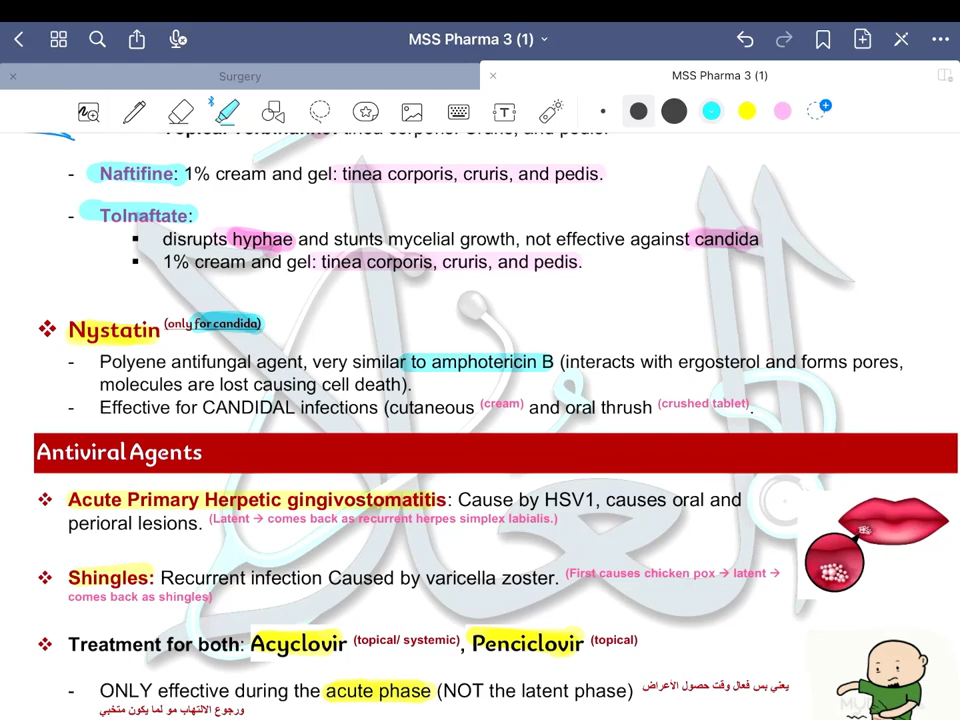 MSS Pharma 3 (1)
Surgery
MSS Pharma 3 (1)
- Naftifine: 1% cream and gel: tinea corporis, cruris, and pedis.
- Tolnaftate:
▪ disrupts hyphae and stunts mycelial growth, not effective against candida
▪ 1% cream and gel: tinea corporis, cruris, and pedis.
❖ Nystatin (only for candida)
- Polyene antifungal agent, very similar to amphotericin B (interacts with ergosterol and forms pores,
molecules are lost causing cell death).
- Effective for CANDIDAL infections (cutaneous (cream) and oral thrush (crushed tablet).
Antiviral Agents
❖ Acute Primary Herpetic gingivostomatitis: Cause by HSV1, causes oral and
perioral lesions. (Latent → comes back as recurrent herpes simplex labialis.)
❖ Shingles: Recurrent infection Caused by varicella zoster. (First causes chicken pox → latent →
comes back as shingles)
❖ Treatment for both: Acyclovir (topical/ systemic), Penciclovir (topical)
- ONLY effective during the acute phase (NOT the latent phase) يعني بس فعال وقت حصول الأعراض
ورجوع الالتهاب مو لما يكون متخبي